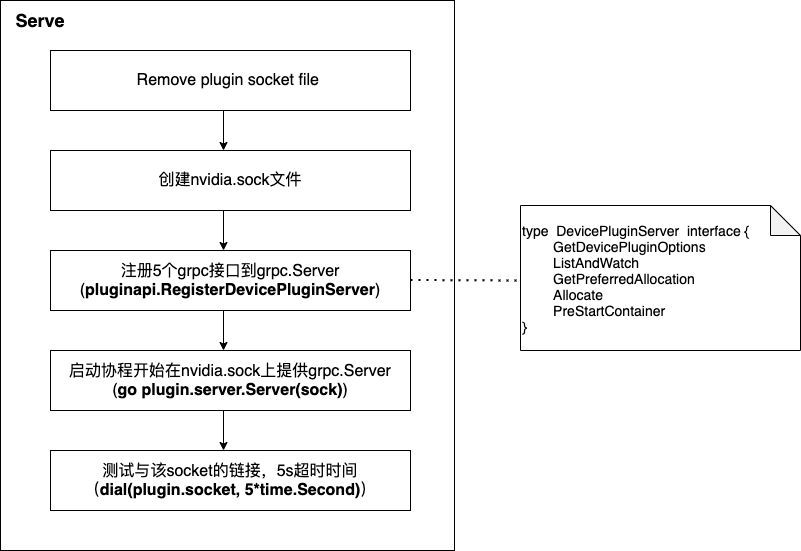 Serve
Remove plugin socket file
创建nvidia.sock文件
注册5个grpc接口到grpc.Server
(pluginapi.RegisterDevicePluginServer)
启动协程开始在nvidia.sock上提供grpc.Server
(go plugin.server.Server(sock))
测试与该socket的链接，5s超时时间
（dial(plugin.socket, 5*time.Second)）
type DevicePluginServer interface {
GetDevicePluginOptions
ListAndWatch
GetPreferredAllocation
Allocate
PreStartContainer
}